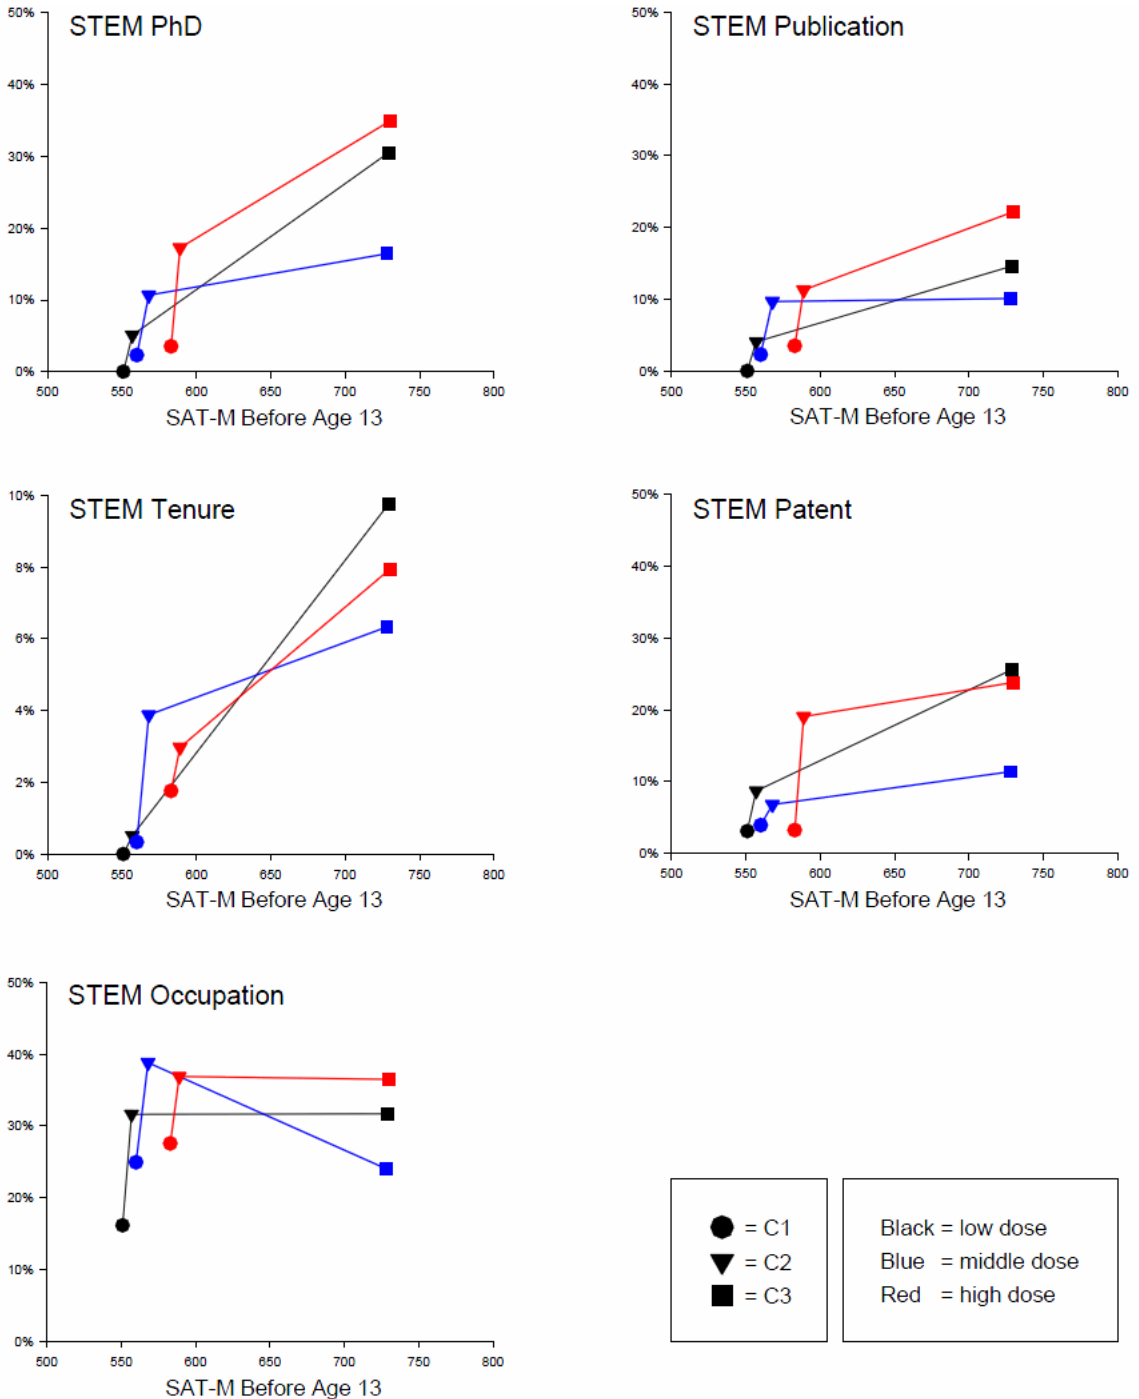 STEM PhD
50%
40%
30%
20%
10%
0%
500 550 600 650 700 750 800
SAT-M Before Age 13
STEM Publication
50%
40%
30%
20%
10%
0%
500 550 600 650 700 750 800
SAT-M Before Age 13
STEM Tenure
10%
8%
6%
4%
2%
0%
500 550 600 650 700 750 800
SAT-M Before Age 13
STEM Patent
50%
40%
30%
20%
10%
0%
500 550 600 650 700 750 800
SAT-M Before Age 13
STEM Occupation
50%
40%
30%
20%
10%
0%
500 550 600 650 700 750 800
SAT-M Before Age 13
= C1
= C2
= C3
Black = low dose
Blue = middle dose
Red = high dose